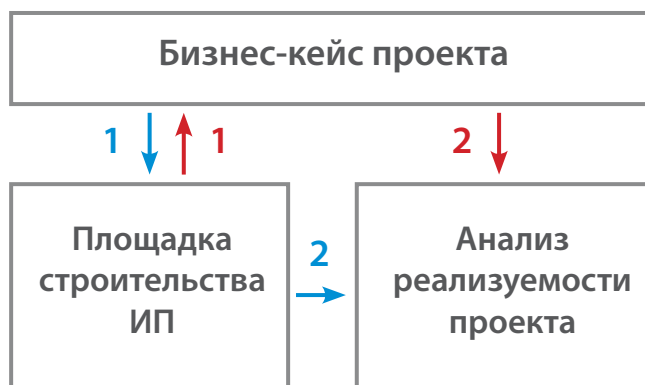 Бизнес-кейс проекта
1 1 2
Площадка
строительства
ИП
2
Анализ
реализуемости
проекта